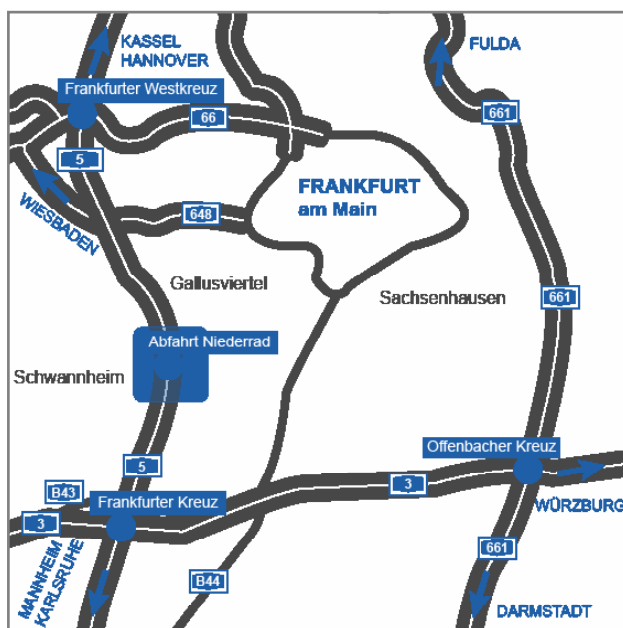 KASSEL
HANNOVER
FULDA
Frankfurter Westkreuz
66
661
5
FRANKFURT
am Main
WIESBADEN
648
Gallusviertel
Sachsenhausen
661
Abfahrt Niederrad
Schwannheim
Offenbacher Kreuz
5
B43
3
Frankfurter Kreuz
WÜRZBURG
3
661
MANNHEIM
KARLSRUHE
B44
DARMSTADT